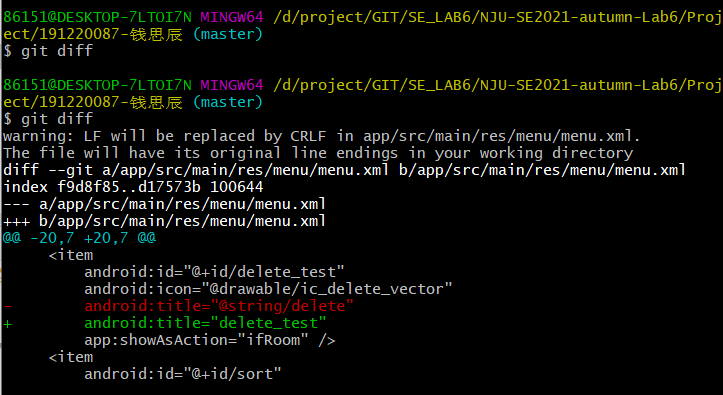 86151@DESKTOP-7LTOI7N MINGW64 /d/project/GIT/SE_LAB6/NJU-SE2021-autumn-Lab6/Proj
ect/191220087-钱思辰 (master)
$ git diff
86151@DESKTOP-7LTOI7N MINGW64 /d/project/GIT/SE_LAB6/NJU-SE2021-autumn-Lab6/Proj
ect/191220087-钱思辰 (master)
$ git diff
warning: LF will be replaced by CRLF in app/src/main/res/menu/menu.xml.
The file will have its original line endings in your working directory
diff --git a/app/src/main/res/menu/menu.xml b/app/src/main/res/menu/menu.xml
index f9d8f85..d17573b 100644
--- a/app/src/main/res/menu/menu.xml
+++ b/app/src/main/res/menu/menu.xml
@@ -20,7 +20,7 @@
     <item
         android:id="@+id/delete_test"
         android:icon="@drawable/ic_delete_vector"
-        android:title="@string/delete"
+        android:title="delete_test"
         app:showAsAction="ifRoom" />
     <item
         android:id="@+id/sort"